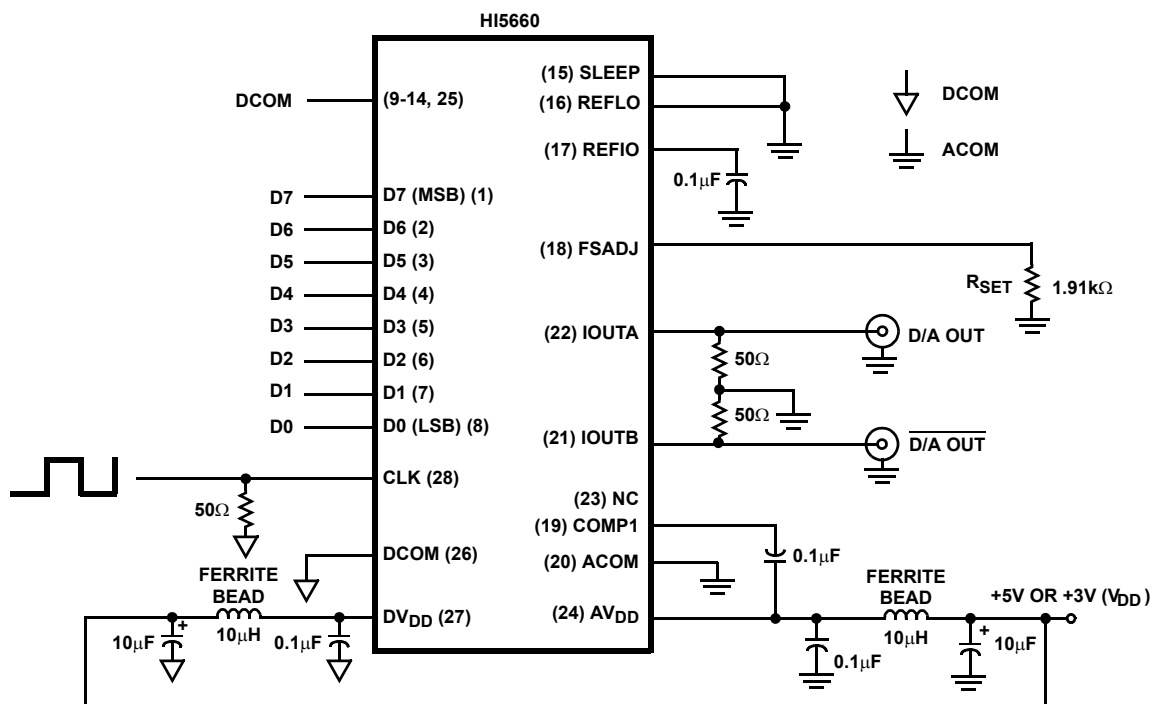 HI5660
(15) SLEEP
DCOM
(9-14, 25)
(16) REFLO
DCOM
(17) REFIO
ACOM
0.1μF
D7
D7 (MSB) (1)
D6
D6 (2)
(18) FSADJ
D5
D5 (3)
RSET
1.91kΩ
D4
D4 (4)
D3
D3 (5)
(22) IOUTA
D/A OUT
D2
D2 (6)
50Ω
D1
D1 (7)
50Ω
D0
D0 (LSB) (8)
(21) IOUTB
D/A OUT
CLK (28)
(23) NC
50Ω
(19) COMP1
DCOM (26)
(20) ACOM
0.1μF
FERRITE
BEAD
FERRITE
BEAD
+5V OR +3V (VDD)
DVDD (27)
(24) AVDD
10μF
+
10μH
0.1μF
10μH
+
10μF
0.1μF